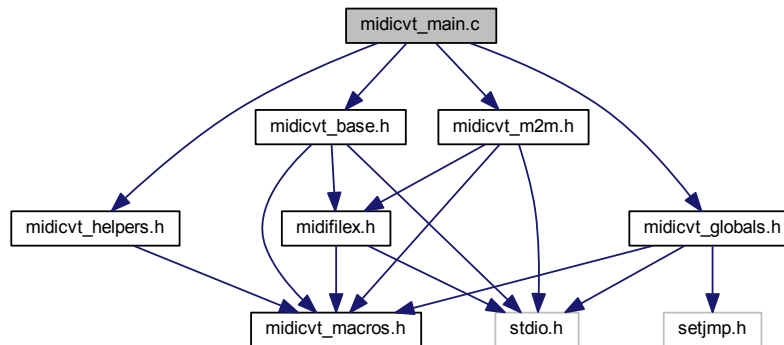 midicvt_main.c
midicvt_base.h
midicvt_m2m.h
midicvt_helpers.h
midifilex.h
midicvt_globals.h
midicvt_macros.h
stdio.h
setjmp.h